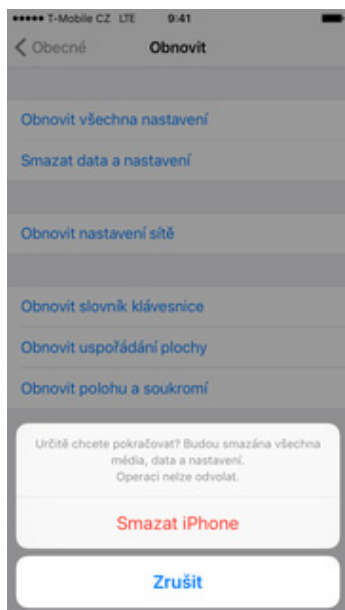 T-Mobile CZ LTE 9:41
Obecné Obnovit
Obnovit všechna nastavení
Smazat data a nastavení
Obnovit nastavení sítě
Obnovit slovník klávesnice
Obnovit uspořádání plochy
Obnovit polohu a soukromí
Určitě chcete pokračovat? Budou smazána všechna
média, data a nastavení.
Operaci nelze odvolat.
Smazat iPhone
Zrušit